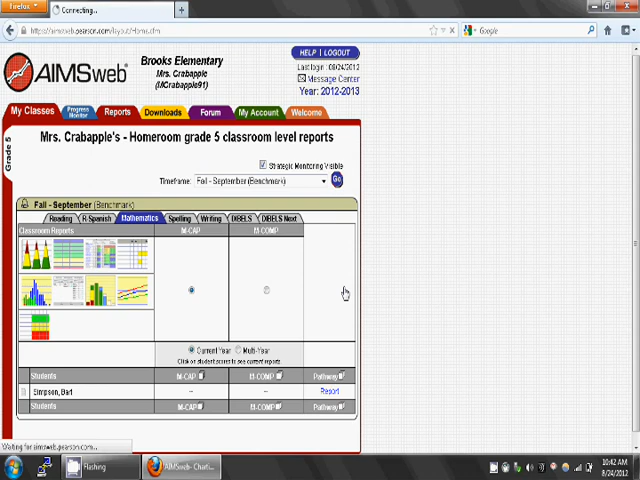 Firefox
Connecting...
https://aimsweb.pearson.com/layout/Home.cfm
Google
AIMSweb
Brooks Elementary
Mrs. Crabapple
(MCrabapple91)
HELP | LOGOUT
Last login: 08/24/2012
Message Center
Year: 2012-2013
My Classes
Progress Monitor
Reports
Downloads
Forum
My Account
Welcome
Grade 5
Mrs. Crabapple's - Homeroom grade 5 classroom level reports
Strategic Monitoring Visible
Timeframe: Fall - September (Benchmark)
Go
Fall - September (Benchmark)
Reading
R-Spanish
Mathematics
Spelling
Writing
DIBELS
DIBELS Next
Classroom Reports M-CAP M-COMP
Current Year Multi-Year
Click on student scores to see current reports.
Students M-CAP M-COMP Pathway
Simpson, Bart -- -- Report
Students M-CAP M-COMP Pathway
Waiting for aimsweb.pearson.com...
Flashing
AIMSweb - Charti...
10:42 AM
8/24/2012